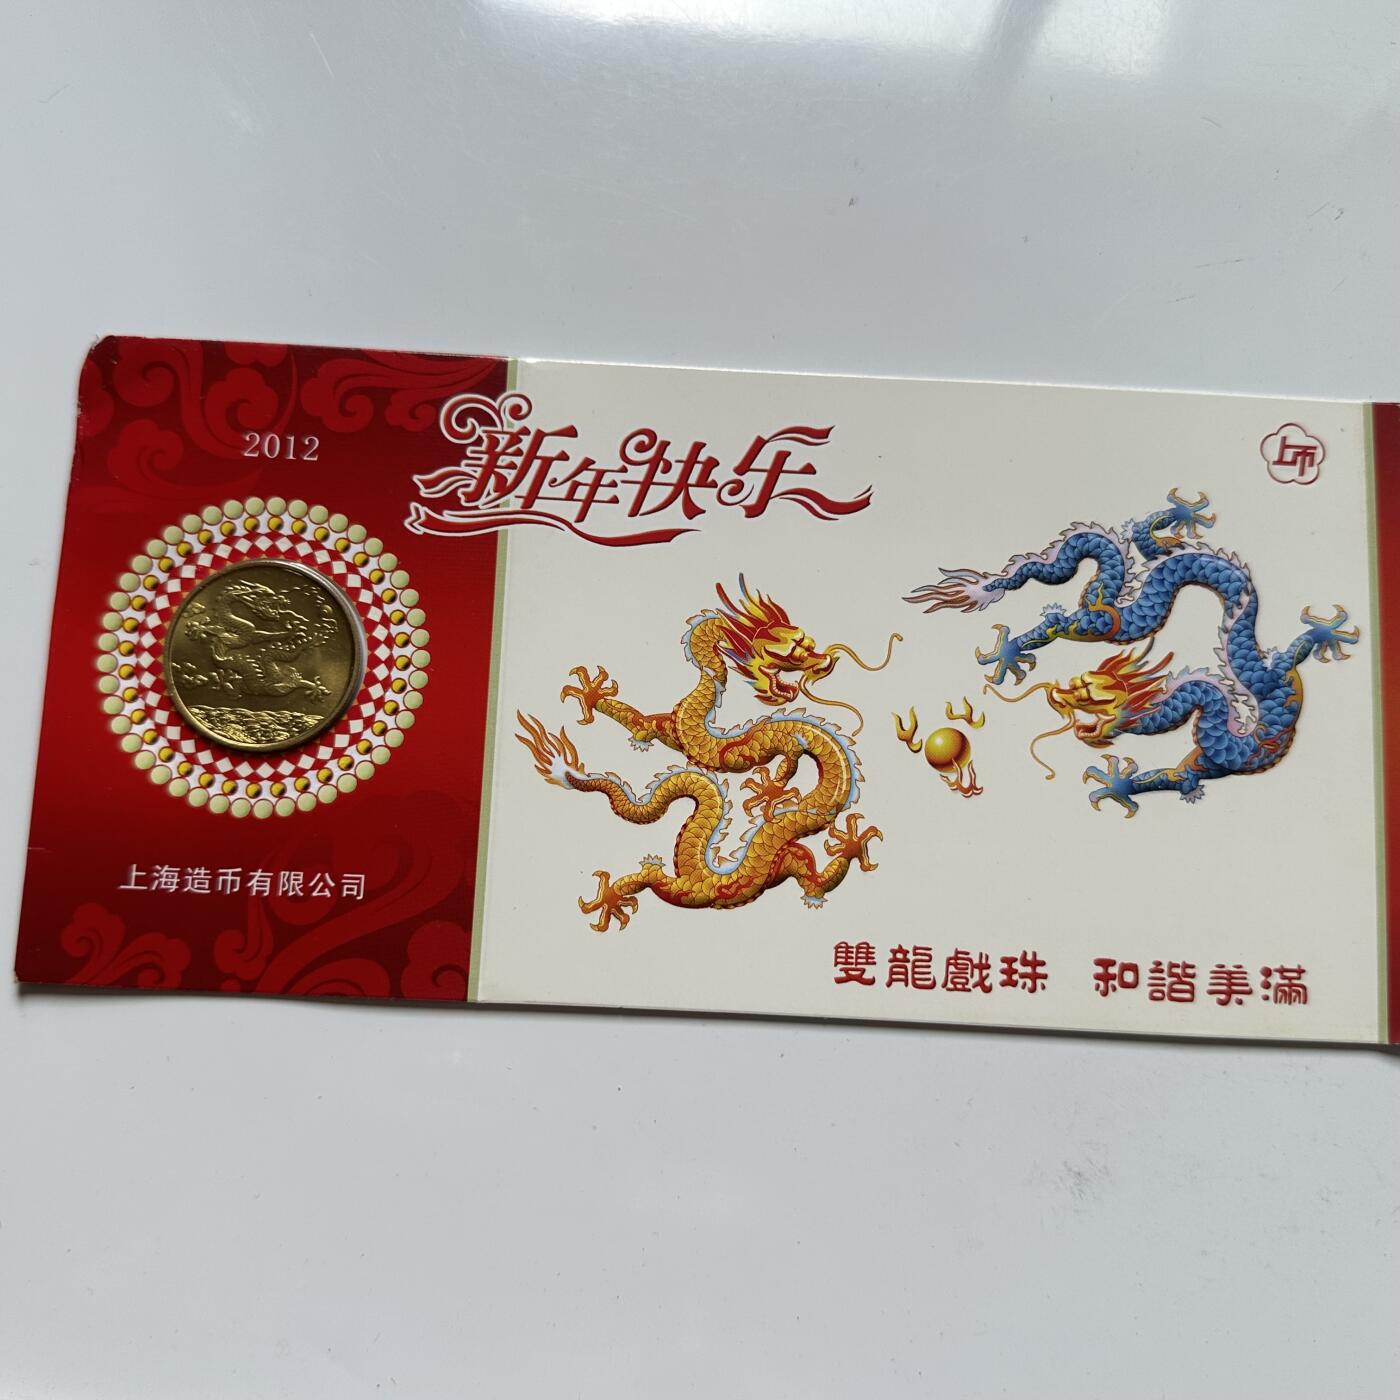 2012
新年快乐
上币
上海造币有限公司
雙龍戲珠 和諧美滿